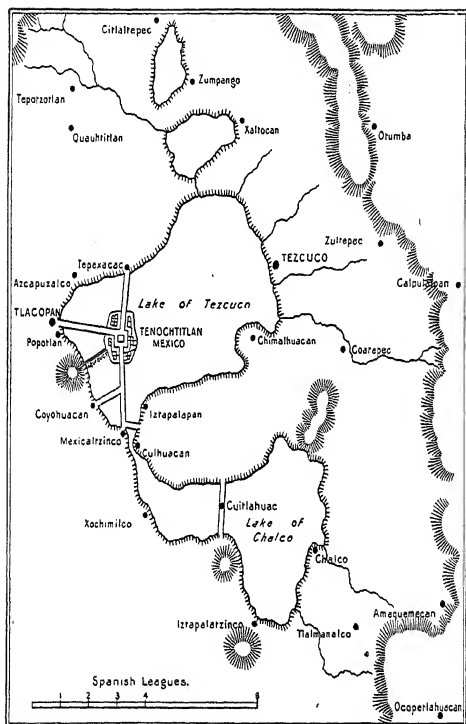 Citlaltepec
Zumpango
Teporzotlan
Quauhtitlan
Xaltocan
Otumba
Zultepec
Tepexacac
TEZCUCO
Azcapuzalco
Calpulalpan
Lake of Tezcuco
TLACOPAN
TENOCHTITLAN
MEXICO
Popotlan
Chimalhuacan
Coatepec
Iztapalapan
Coyohuacan
Mexicaltzinco
Culhuacan
Cuitlahuac
Xochimilco
Lake of
Chalco
Chalco
Amaquemecan
Iztapalatzinco
Tlalmanalco
Spanish Leagues.
1 2 3 4
Ocopetlahuacan